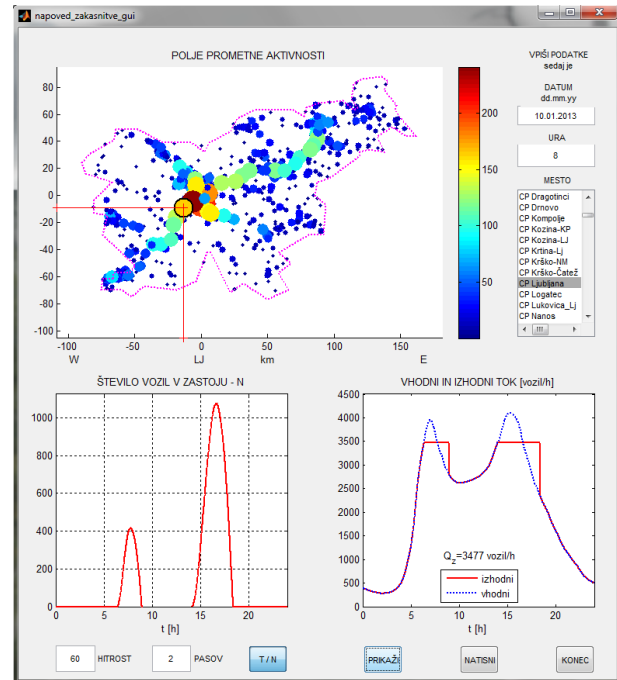 napoved_zakasnitve_gui
POLJE PROMETNE AKTIVNOSTI
80
60
40
20
0
-20
-40
-60
-80
-100
-100 -50 0 50 100 150
W LJ km E
200
150
100
50
VPIŠI PODATKE
sedaj je
DATUM
dd.mm.yy
10.01.2013
URA
8
MESTO
CP Dragotinci
CP Drnovo
CP Kompolje
CP Kozina-KP
CP Kozina-LJ
CP Krtina-Lj
CP Krško-NM
CP Krško-Čatež
CP Ljubljana
CP Logatec
CP Lukovica_Lj
CP Nanos
ŠTEVILO VOZIL V ZASTOJU - N
1000
800
600
400
200
0
0 5 10 15 20
t [h]
VHODNI IN IZHODNI TOK [vozil/h]
4500
4000
3500
3000
2500
2000
1500
1000
500
0
Qz=3477 vozil/h
izhodni
vhodni
0 5 10 15 20
t [h]
60 HITROST 2 PASOV T / N PRIKAŽI NATISNI KONEC